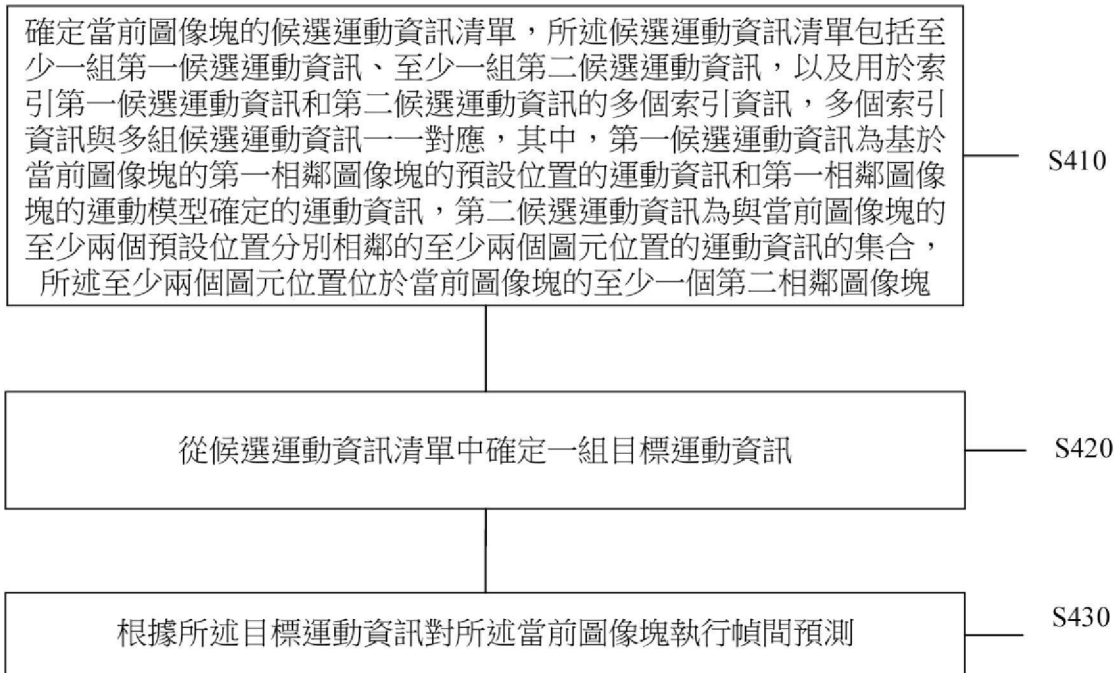 確定當前圖像塊的候選運動資訊清單，所述候選運動資訊清單包括至
少一組第一候選運動資訊、至少一組第二候選運動資訊，以及用於索
引第一候選運動資訊和第二候選運動資訊的多個索引資訊，多個索引
資訊與多組候選運動資訊一一對應，其中，第一候選運動資訊為基於
當前圖像塊的第一相鄰圖像塊的預設位置的運動資訊和第一相鄰圖像
塊的運動模型確定的運動資訊，第二候選運動資訊為與當前圖像塊的
至少兩個預設位置分別相鄰的至少兩個圖元位置的運動資訊的集合，
所述至少兩個圖元位置位於當前圖像塊的至少一個第二相鄰圖像塊
S410
從候選運動資訊清單中確定一組目標運動資訊
S420
根據所述目標運動資訊對所述當前圖像塊執行幀間預測
S430